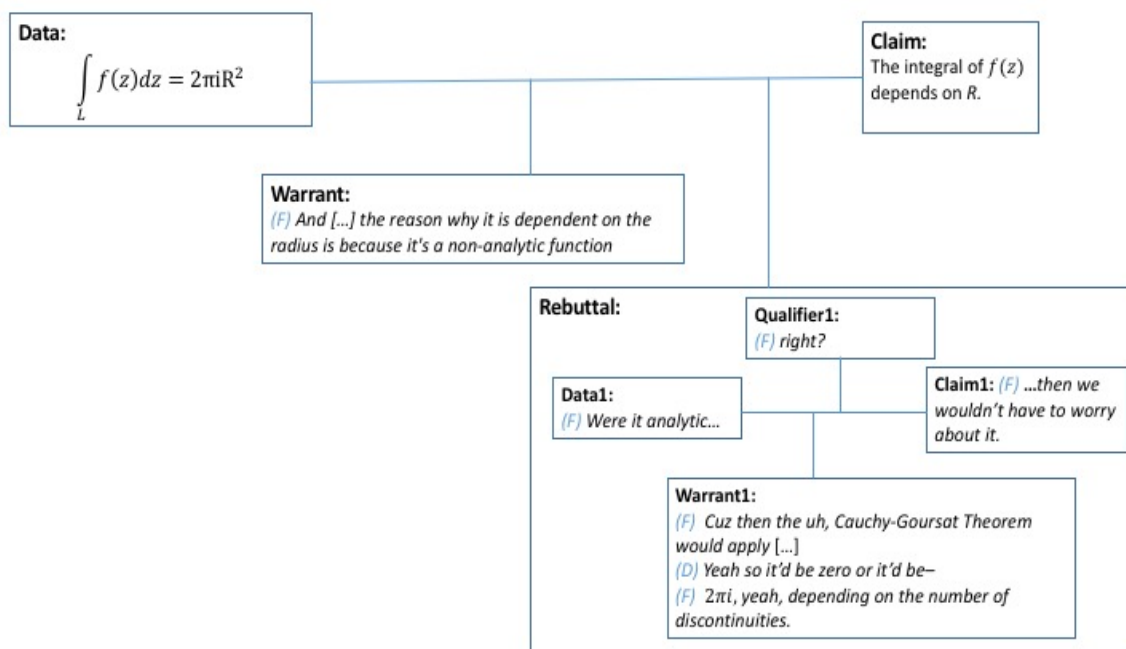 Data:
∫ f(z)dz = 2πiR²
L
Claim:
The integral of f(z)
depends on R.
Warrant:
(F) And [...] the reason why it is dependent on the
radius is because it's a non-analytic function
Rebuttal:
Qualifier1:
(F) right?
Data1:
(F) Were it analytic...
Claim1: (F) ...then we
wouldn't have to worry
about it.
Warrant1:
(F) Cuz then the uh, Cauchy-Goursat Theorem
would apply [...]
(D) Yeah so it'd be zero or it'd be–
(F) 2πi, yeah, depending on the number of
discontinuities.